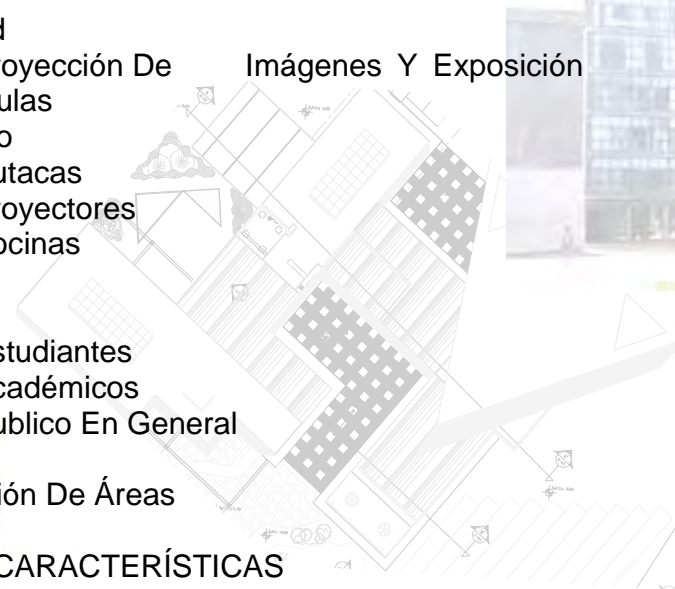 d
royección De Imágenes Y Exposición
ulas
o
utacas
royectores
ocinas
studiantes
cadémicos
ublico En General
ión De Áreas
CARACTERÍSTICAS